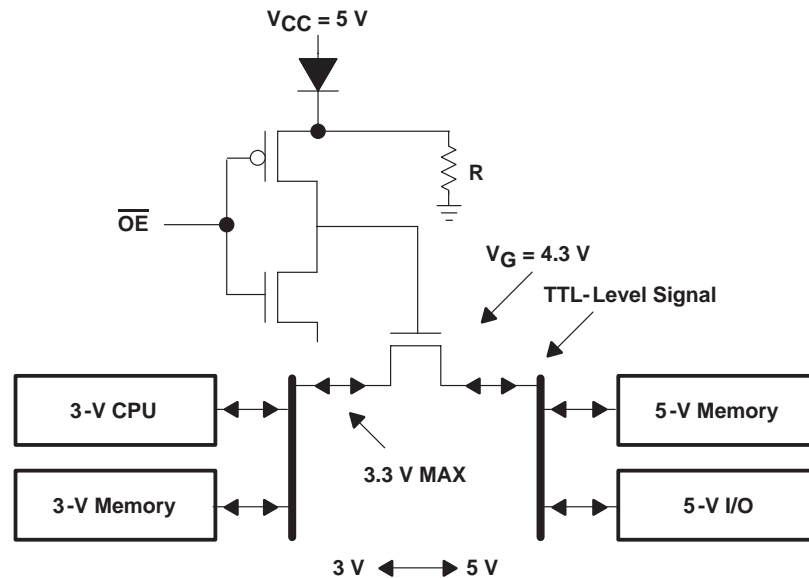 VCC = 5 V
R
OE
VG = 4.3 V
TTL-Level Signal
3-V CPU
5-V Memory
3.3 V MAX
3-V Memory
5-V I/O
3 V 5 V